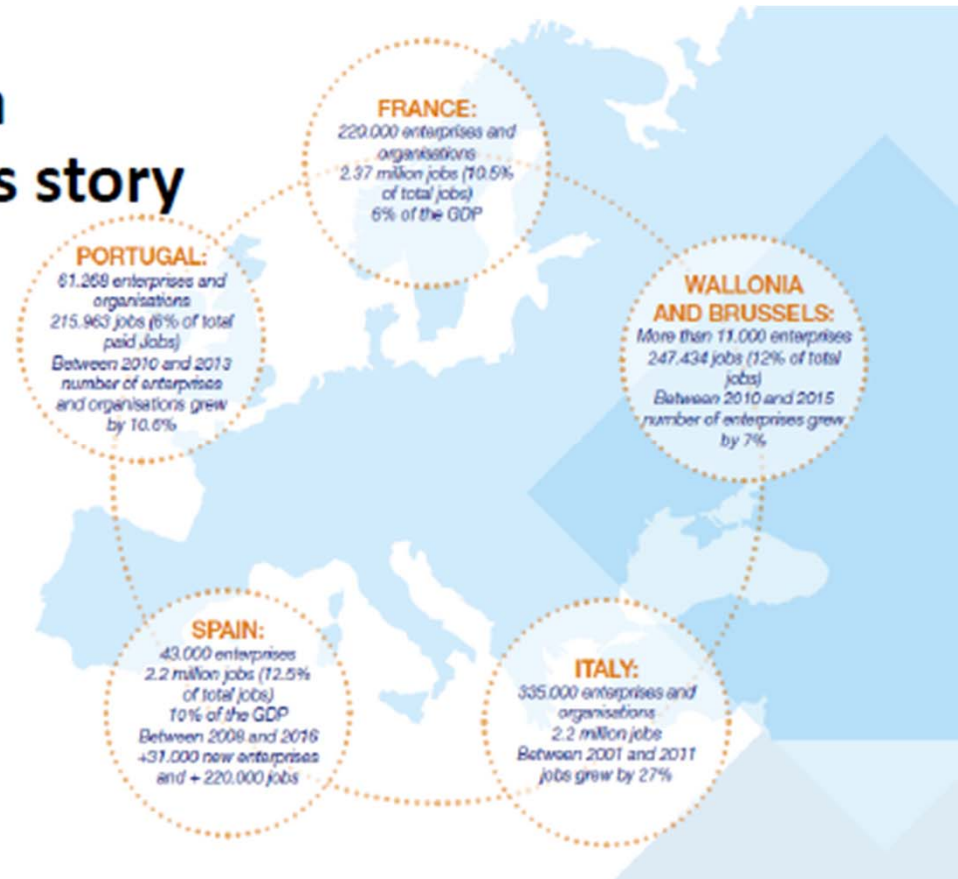 s story
FRANCE:
220.000 enterprises and
organisations
2.37 million jobs (10.5%
of total jobs)
6% of the GDP
PORTUGAL:
61.268 enterprises and
organisations
215.963 jobs (6% of total
paid Jobs)
Between 2010 and 2013
number of enterprises
and organisations grew
by 10.6%
WALLONIA
AND BRUSSELS:
More than 11.000 enterprises
247.434 jobs (12% of total
jobs)
Between 2010 and 2015
number of enterprises grew
by 7%
SPAIN:
43.000 enterprises
2.2 million jobs (12.5%
of total jobs)
10% of the GDP
Between 2008 and 2016
+31.000 new enterprises
and + 220.000 jobs
ITALY:
335.000 enterprises and
organisations
2.2 million jobs
Between 2001 and 2011
jobs grew by 27%